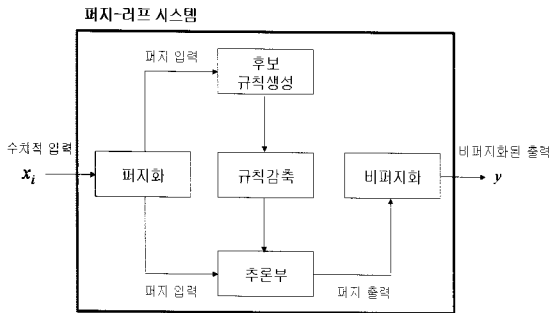 퍼지-러프 시스템
퍼지 입력
후보
규칙생성
수치적 입력
비퍼지화된 출력
xi
퍼지화
규칙감축
비퍼지화
y
추론부
퍼지 입력
퍼지 출력